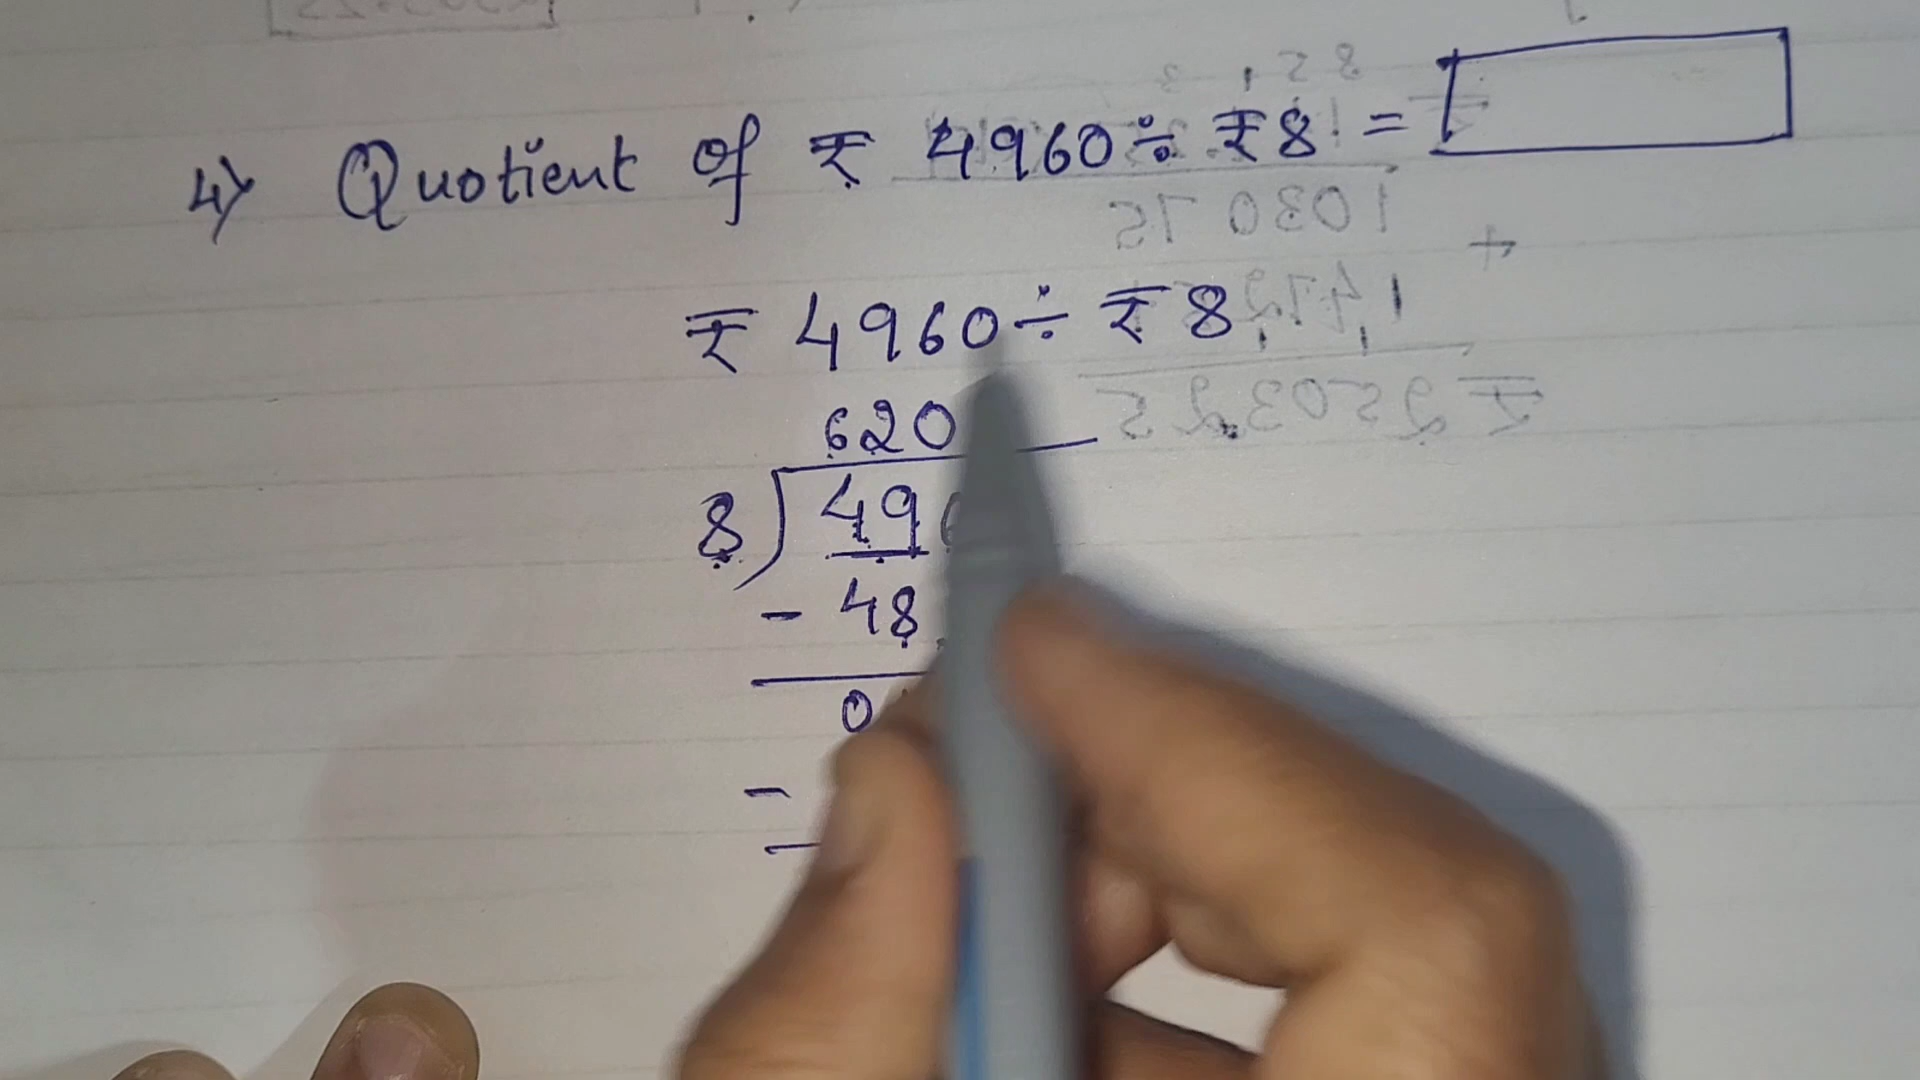 4) Quotient of ₹ 4960 ÷ ₹ 8 =
₹ 4960 ÷ ₹ 8
620
8 ) 49
- 48
0
-